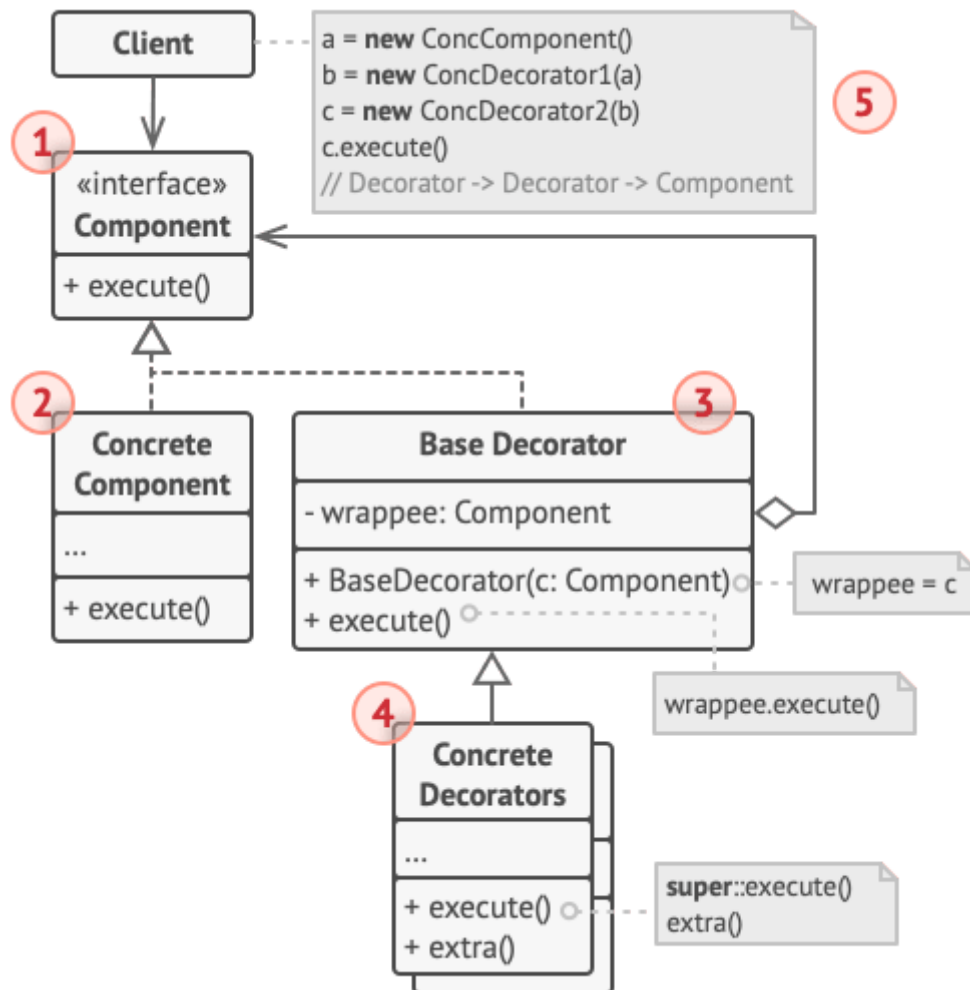 Client
a = new ConcComponent()
b = new ConcDecorator1(a)
c = new ConcDecorator2(b)
c.execute()
// Decorator -> Decorator -> Component
5
1
«interface»
Component
+ execute()
2
Concrete
Component
...
+ execute()
3
Base Decorator
- wrappee: Component
+ BaseDecorator(c: Component)
+ execute()
wrappee = c
wrappee.execute()
4
Concrete
Decorators
...
+ execute()
+ extra()
super::execute()
extra()